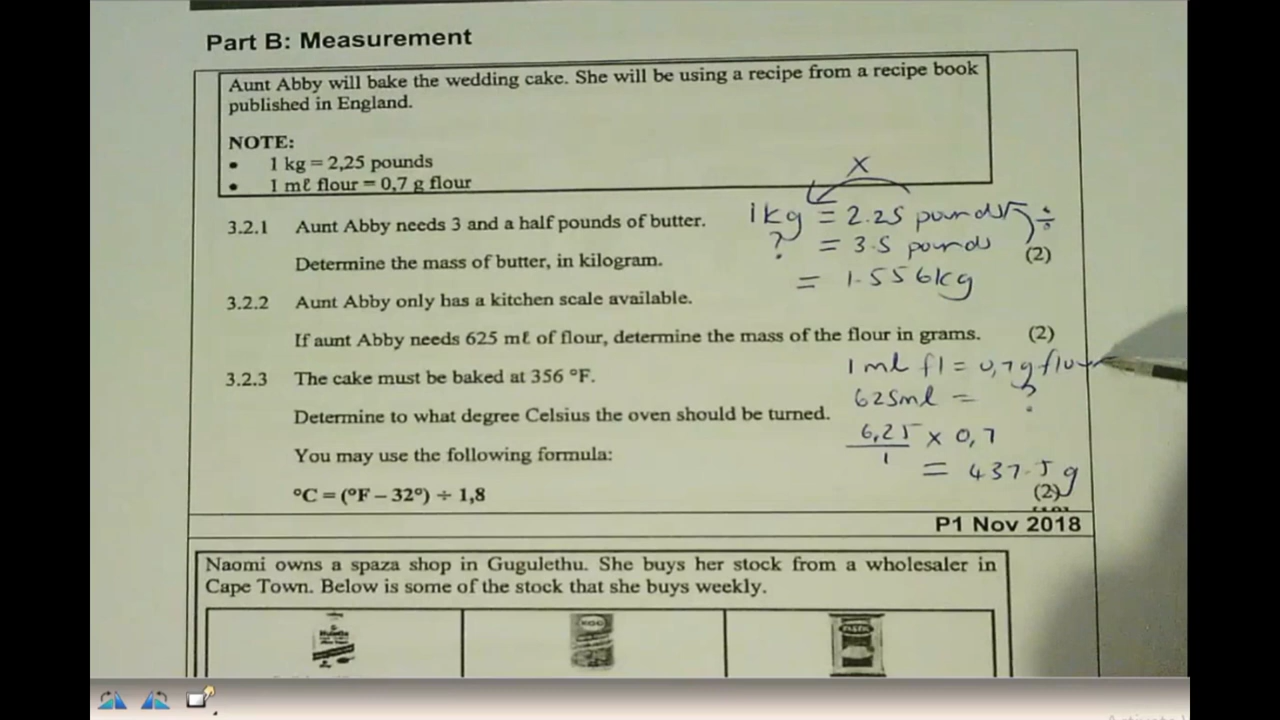 Part B: Measurement
Aunt Abby will bake the wedding cake. She will be using a recipe from a recipe book
published in England.
NOTE:
• 1 kg = 2,25 pounds
• 1 mℓ flour = 0,7 g flour
x
3.2.1 Aunt Abby needs 3 and a half pounds of butter.
1kg = 2.25 pounds ÷
? = 3.5 pounds
Determine the mass of butter, in kilogram. (2)
= 1.556kg
3.2.2 Aunt Abby only has a kitchen scale available.
If aunt Abby needs 625 mℓ of flour, determine the mass of the flour in grams. (2)
1 ml fl = 0,7g flour
3.2.3 The cake must be baked at 356 °F.
625ml = ?
Determine to what degree Celsius the oven should be turned.
6,25 x 0,7
1
You may use the following formula:
= 437.5 g
°C = (°F – 32°) ÷ 1,8 (2)
P1 Nov 2018
Naomi owns a spaza shop in Gugulethu. She buys her stock from a wholesaler in
Cape Town. Below is some of the stock that she buys weekly.
KOO